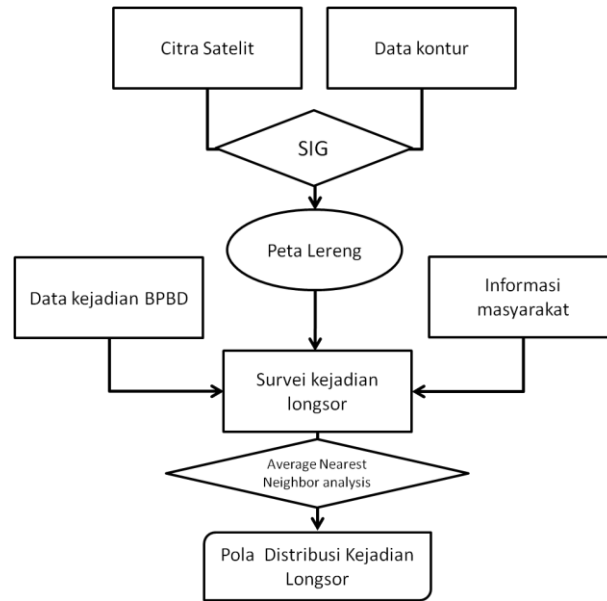 Citra Satelit
Data kontur
SIG
Peta Lereng
Data kejadian BPBD
Informasi
masyarakat
Survei kejadian
longsor
Average Nearest
Neighbor analysis
Pola Distribusi Kejadian
Longsor